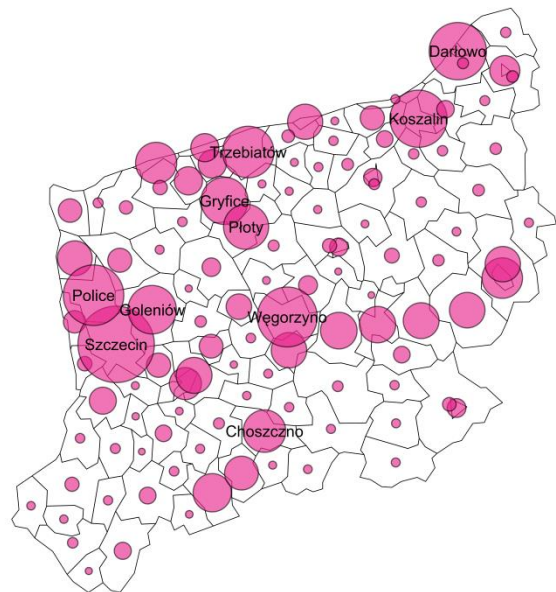 Darłowo
Koszalin
Trzebiatów
Gryfice
Płoty
Police
Goleniów
Węgorzyno
Szczecin
Choszczno